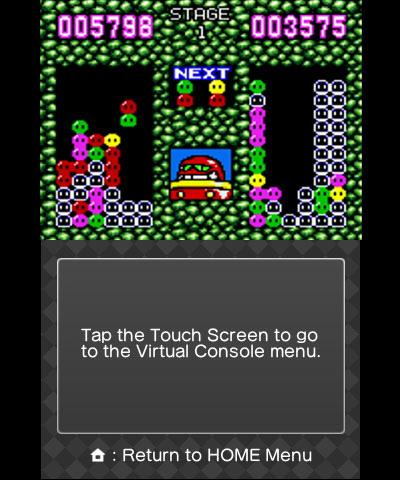 STAGE
005798 1 003575
NEXT
Tap the Touch Screen to go
to the Virtual Console menu.
: Return to HOME Menu